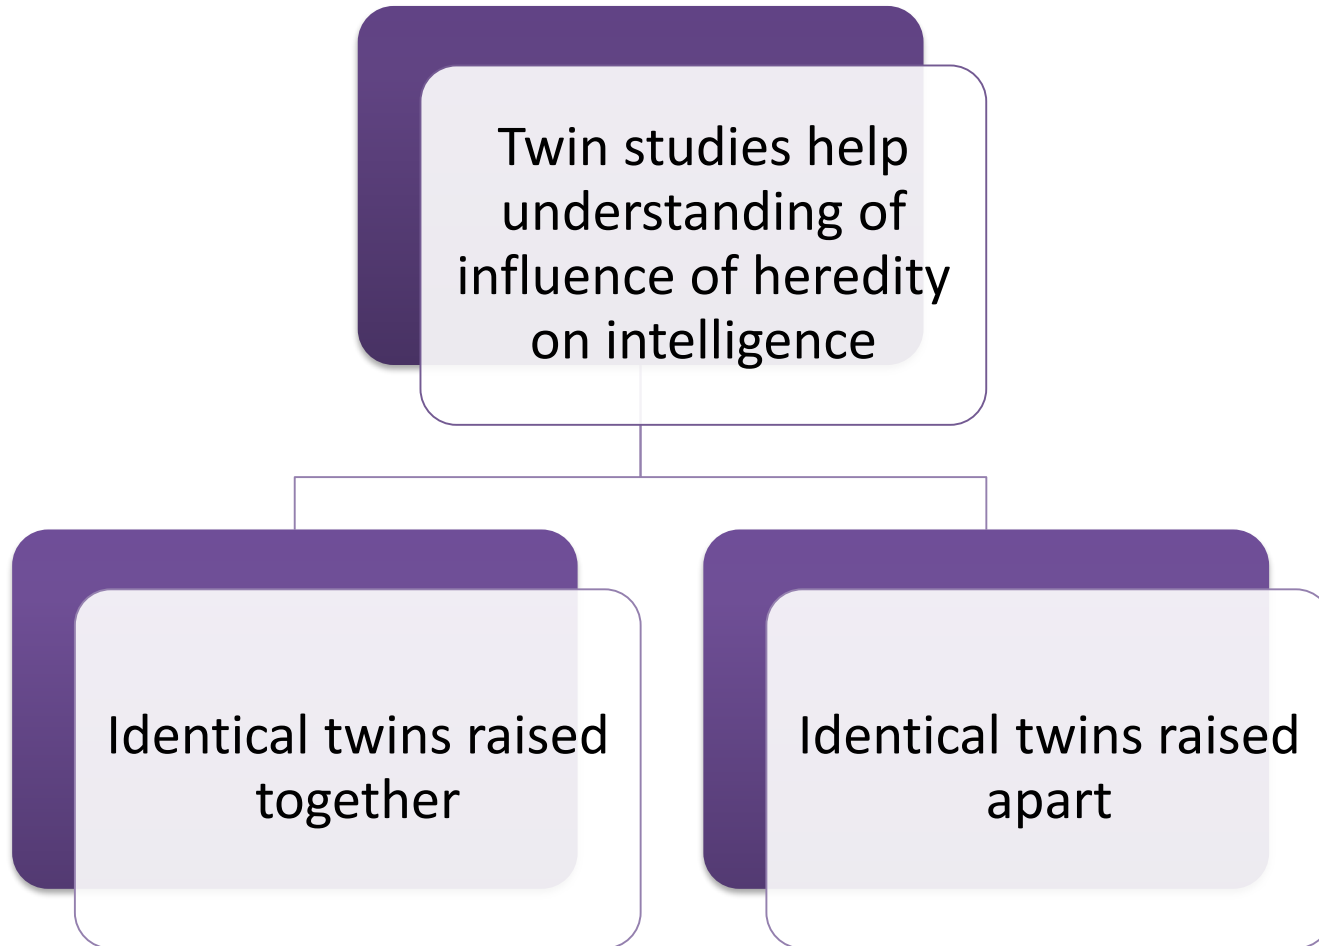 Twin studies help
understanding of
influence of heredity
on intelligence
Identical twins raised
together
Identical twins raised
apart